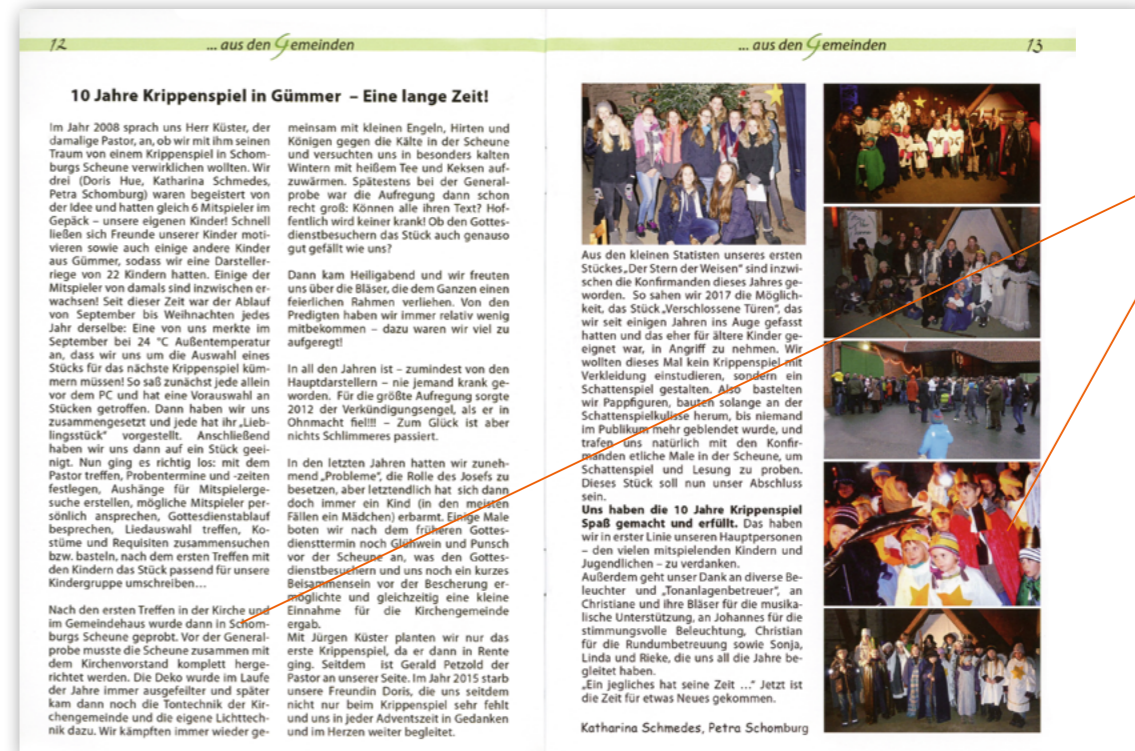 12
... aus den Gemeinden
10 Jahre Krippenspiel in Gümmer – Eine lange Zeit!
Im Jahr 2008 sprach uns Herr Küster, der
damalige Pastor, an, ob wir mit ihm seinen
Traum von einem Krippenspiel in Schom-
burgs Scheune verwirklichen wollten. Wir
drei (Doris Hue, Katharina Schmedes,
Petra Schomburg) waren begeistert von
der Idee und hatten gleich 6 Mitspieler im
Gepäck – unsere eigenen Kinder! Schnell
ließen sich Freunde unserer Kinder moti-
vieren sowie auch einige andere Kinder
aus Gümmer, sodass wir eine Darsteller-
riege von 22 Kindern hatten. Einige der
Mitspieler von damals sind inzwischen er-
wachsen! Seit dieser Zeit war der Ablauf
von September bis Weihnachten jedes
Jahr derselbe: Eine von uns merkte im
September bei 24 °C Außentemperatur
an, dass wir uns um die Auswahl eines
Stücks für das nächste Krippenspiel küm-
mern müssen! So saß zunächst jede allein
vor dem PC und hat eine Vorauswahl an
Stücken getroffen. Dann haben wir uns
zusammengesetzt und jede hat ihr „Lieb-
lingsstück“ vorgestellt. Anschließend
haben wir uns dann auf ein Stück geei-
nigt. Nun ging es richtig los: mit dem
Pastor treffen, Probentermine und -zeiten
festlegen, Aushänge für Mitspielerge-
suche erstellen, mögliche Mitspieler per-
sönlich ansprechen, Gottesdienstablauf
besprechen, Liedauswahl treffen, Ko-
stüme und Requisiten zusammensuchen
bzw. basteln, nach dem ersten Treffen mit
den Kindern das Stück passend für unsere
Kindergruppe umschreiben…
Nach den ersten Treffen in der Kirche und
im Gemeindehaus wurde dann in Schom-
burgs Scheune geprobt. Vor der General-
probe musste die Scheune zusammen mit
dem Kirchenvorstand komplett herge-
richtet werden. Die Deko wurde im Laufe
der Jahre immer ausgefeilter und später
kam dann noch die Tontechnik der Kir-
chengemeinde und die eigene Lichttech-
nik dazu. Wir kämpften immer wieder ge-
meinsam mit kleinen Engeln, Hirten und
Königen gegen die Kälte in der Scheune
und versuchten uns in besonders kalten
Wintern mit heißem Tee und Keksen auf-
zuwärmen. Spätestens bei der General-
probe war die Aufregung dann schon
recht groß: Können alle ihren Text? Hof-
fentlich wird keiner krank! Ob den Gottes-
dienstbesuchern das Stück auch genauso
gut gefällt wie uns?
Dann kam Heiligabend und wir freuten
uns über die Bläser, die dem Ganzen einen
feierlichen Rahmen verliehen. Von den
Predigten haben wir immer relativ wenig
mitbekommen – dazu waren wir viel zu
aufgeregt!
In all den Jahren ist – zumindest von den
Hauptdarstellern – nie jemand krank ge-
worden. Für die größte Aufregung sorgte
2012 der Verkündigungsengel, als er in
Ohnmacht fiel!!! – Zum Glück ist aber
nichts Schlimmeres passiert.
In den letzten Jahren hatten wir zuneh-
mend „Probleme“, die Rolle des Josefs zu
besetzen, aber letztendlich hat sich dann
doch immer ein Kind (in den meisten
Fällen ein Mädchen) erbarmt. Einige Male
boten wir nach dem früheren Gottes-
diensttermin noch Glühwein und Punsch
vor der Scheune an, was den Gottes-
dienstbesuchern und uns noch ein kurzes
Beisammensein vor der Bescherung er-
möglichte und gleichzeitig eine kleine
Einnahme für die Kirchengemeinde
ergab.
Mit Jürgen Küster planten wir nur das
erste Krippenspiel, da er dann in Rente
ging. Seitdem ist Gerald Petzold der
Pastor an unserer Seite. Im Jahr 2015 starb
unsere Freundin Doris, die uns seitdem
nicht nur beim Krippenspiel sehr fehlt
und uns in jeder Adventszeit in Gedanken
und im Herzen weiter begleitet.
... aus den Gemeinden
13
Aus den kleinen Statisten unseres ersten
Stückes „Der Stern der Weisen“ sind inzwi-
schen die Konfirmanden dieses Jahres ge-
worden. So sahen wir 2017 die Möglich-
keit, das Stück „Verschlossene Türen“, das
wir seit einigen Jahren ins Auge gefasst
hatten und das eher für ältere Kinder ge-
eignet war, in Angriff zu nehmen. Wir
wollten dieses Mal kein Krippenspiel mit
Verkleidung einstudieren, sondern ein
Schattenspiel gestalten. Also bastelten
wir Pappfiguren, bauten solange an der
Schattenspielkulisse herum, bis niemand
im Publikum mehr geblendet wurde, und
trafen uns natürlich mit den Konfir-
manden etliche Male in der Scheune, um
Schattenspiel und Lesung zu proben.
Dieses Stück soll nun unser Abschluss
sein.
Uns haben die 10 Jahre Krippenspiel
Spaß gemacht und erfüllt. Das haben
wir in erster Linie unseren Hauptpersonen
– den vielen mitspielenden Kindern und
Jugendlichen – zu verdanken.
Außerdem geht unser Dank an diverse Be-
leuchter und „Tonanlagenbetreuer“, an
Christiane und ihre Bläser für die musika-
lische Unterstützung, an Johannes für die
stimmungsvolle Beleuchtung, Christian
für die Rundumbetreuung sowie Sonja,
Linda und Rieke, die uns all die Jahre be-
gleitet haben.
„Ein jegliches hat seine Zeit …“ Jetzt ist
die Zeit für etwas Neues gekommen.
Katharina Schmedes, Petra Schomburg